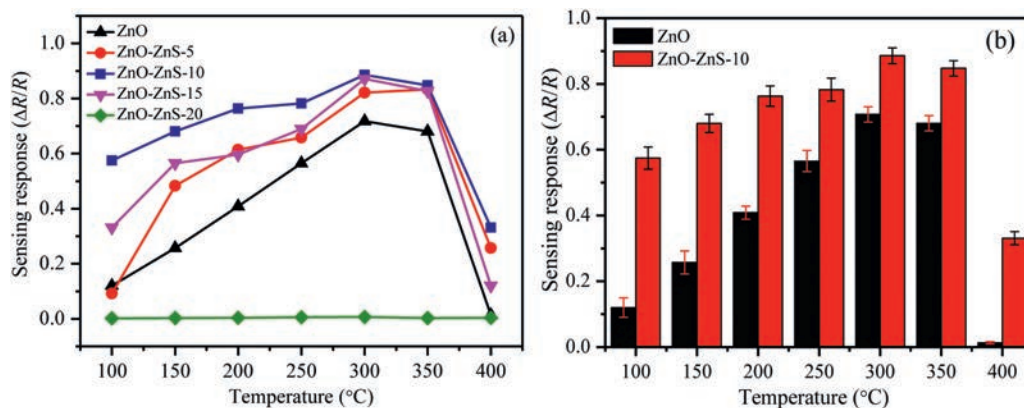 (a)
ZnO
ZnO-ZnS-5
ZnO-ZnS-10
ZnO-ZnS-15
ZnO-ZnS-20
1.0
0.8
0.6
0.4
0.2
0.0
Sensing response (ΔR/R)
100 150 200 250 300 350 400
Temperature (°C)
(b)
ZnO
ZnO-ZnS-10
1.0
0.8
0.6
0.4
0.2
0.0
Sensing response (ΔR/R)
100 150 200 250 300 350 400
Temperature (°C)